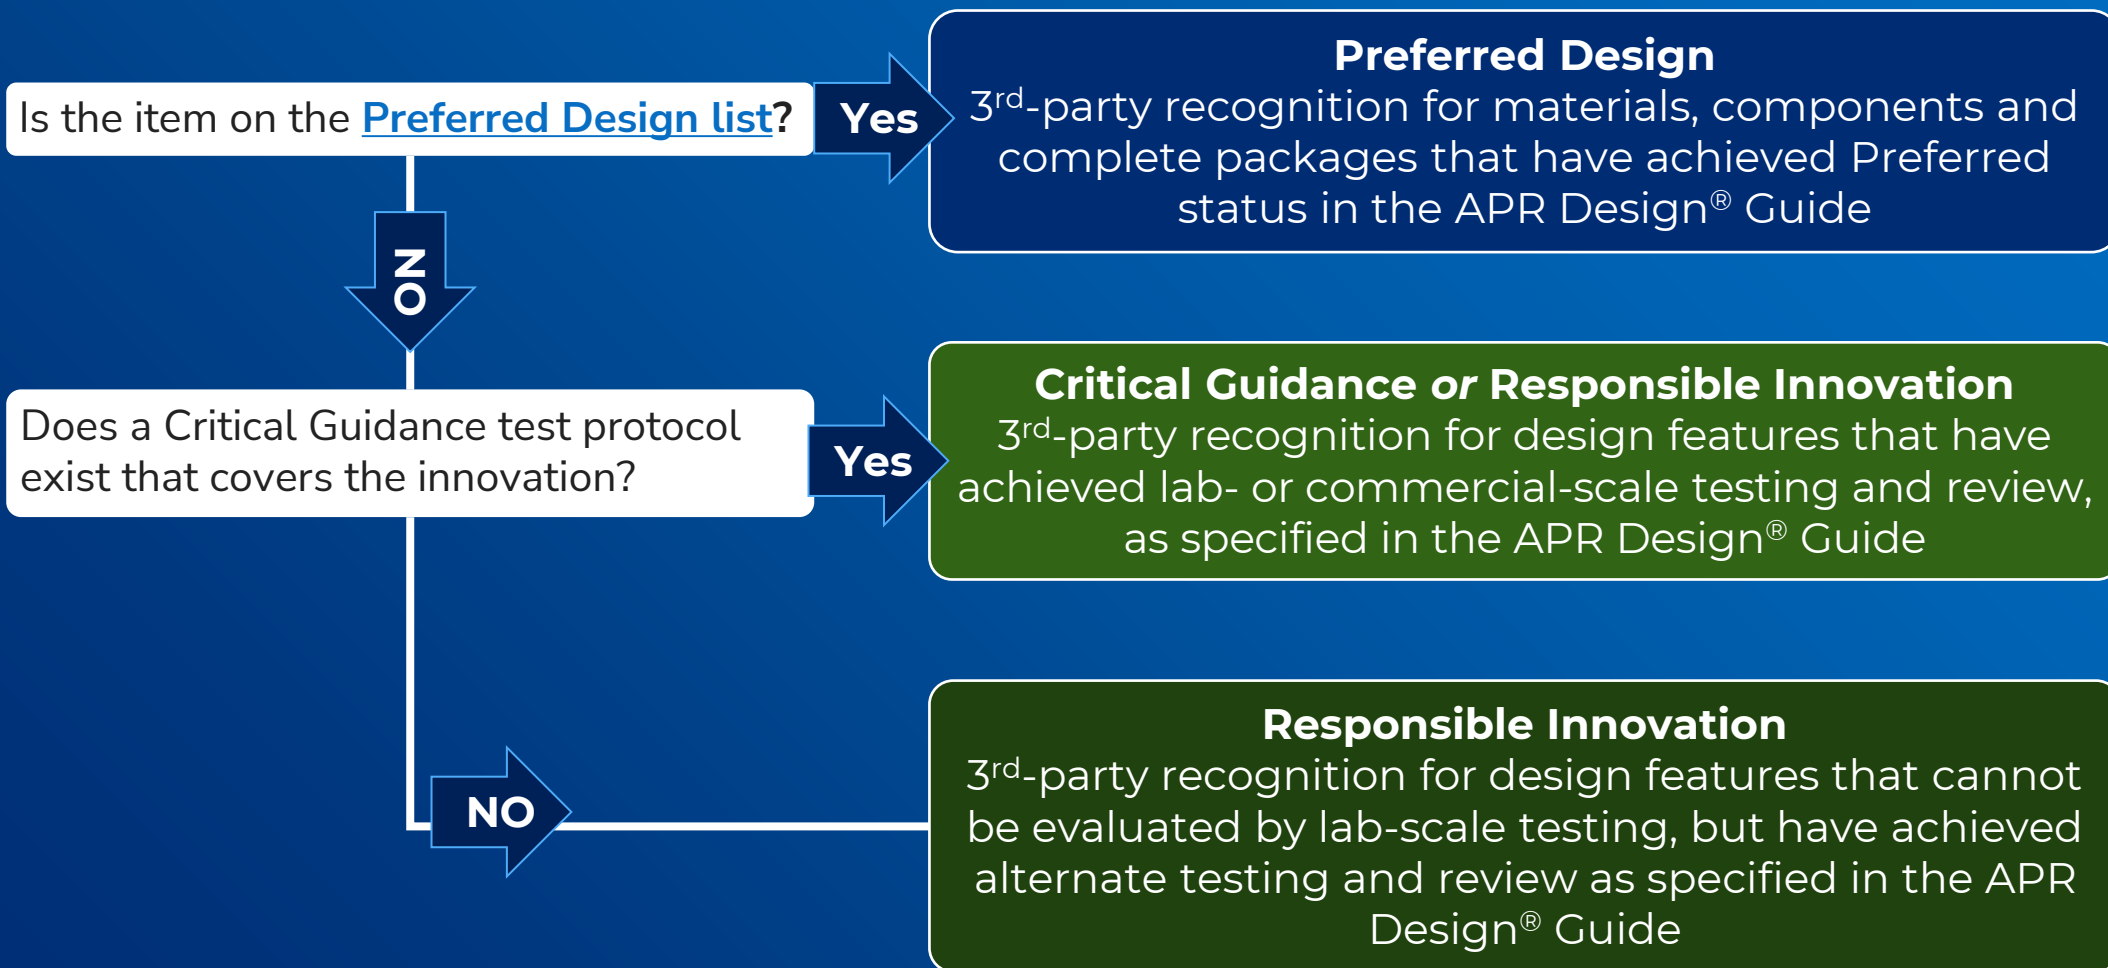 Is the item on the Preferred Design list?
Yes
Preferred Design
3rd-party recognition for materials, components and
complete packages that have achieved Preferred
status in the APR Design® Guide
NO
Does a Critical Guidance test protocol
exist that covers the innovation?
Yes
Critical Guidance or Responsible Innovation
3rd-party recognition for design features that have
achieved lab- or commercial-scale testing and review,
as specified in the APR Design® Guide
NO
Responsible Innovation
3rd-party recognition for design features that cannot
be evaluated by lab-scale testing, but have achieved
alternate testing and review as specified in the APR
Design® Guide